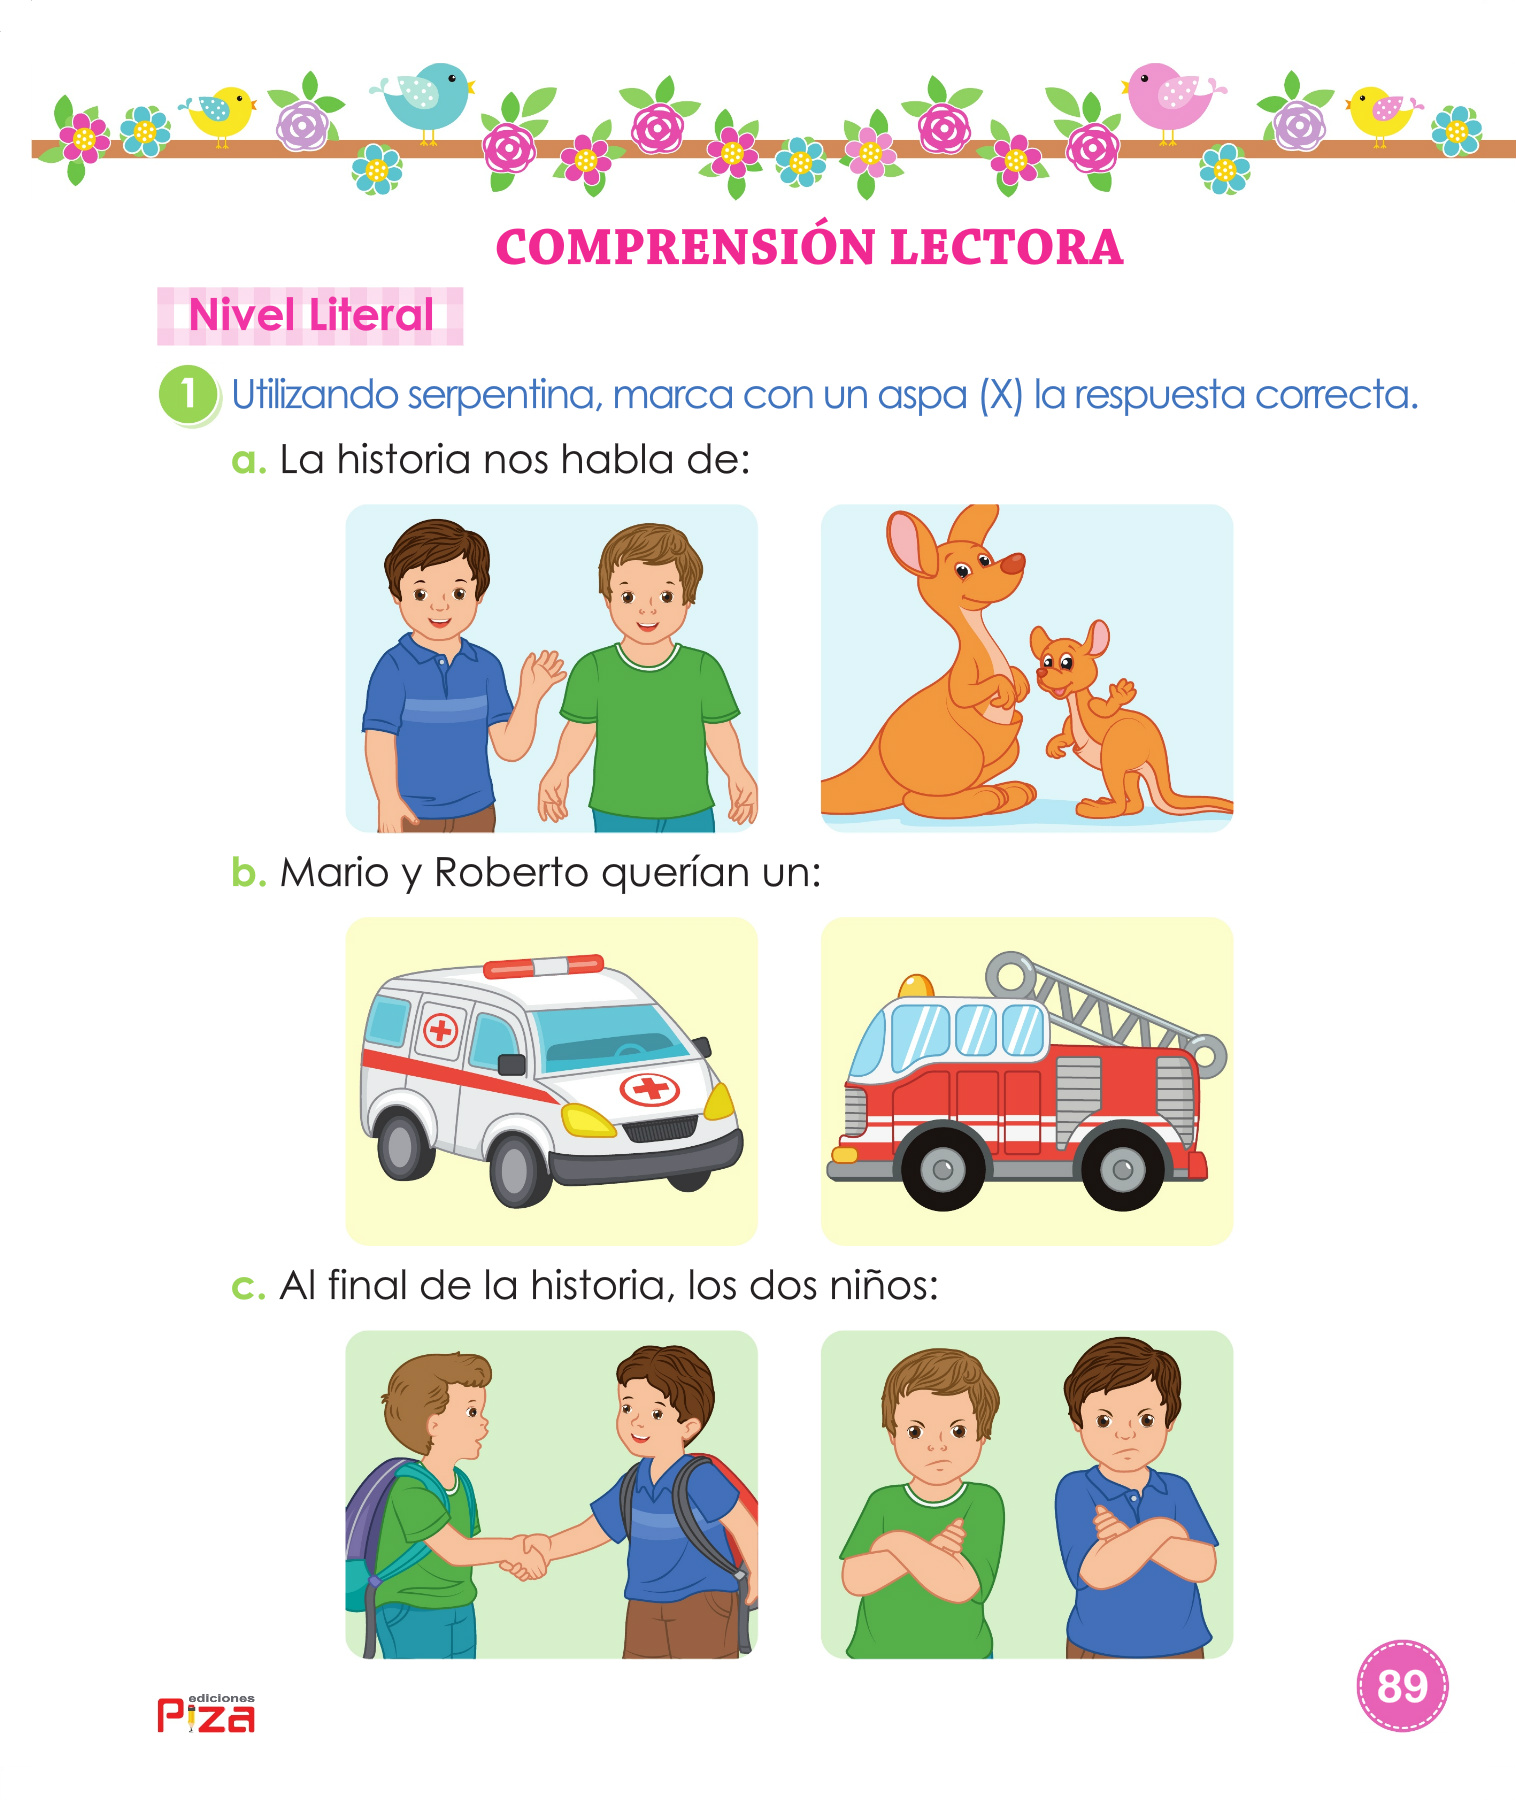 COMPRENSIÓN LECTORA
Nivel Literal
1 Utilizando serpentina, marca con un aspa (X) la respuesta correcta.
a. La historia nos habla de:
b. Mario y Roberto querían un:
c. Al final de la historia, los dos niños:
ediciones
Piza
89